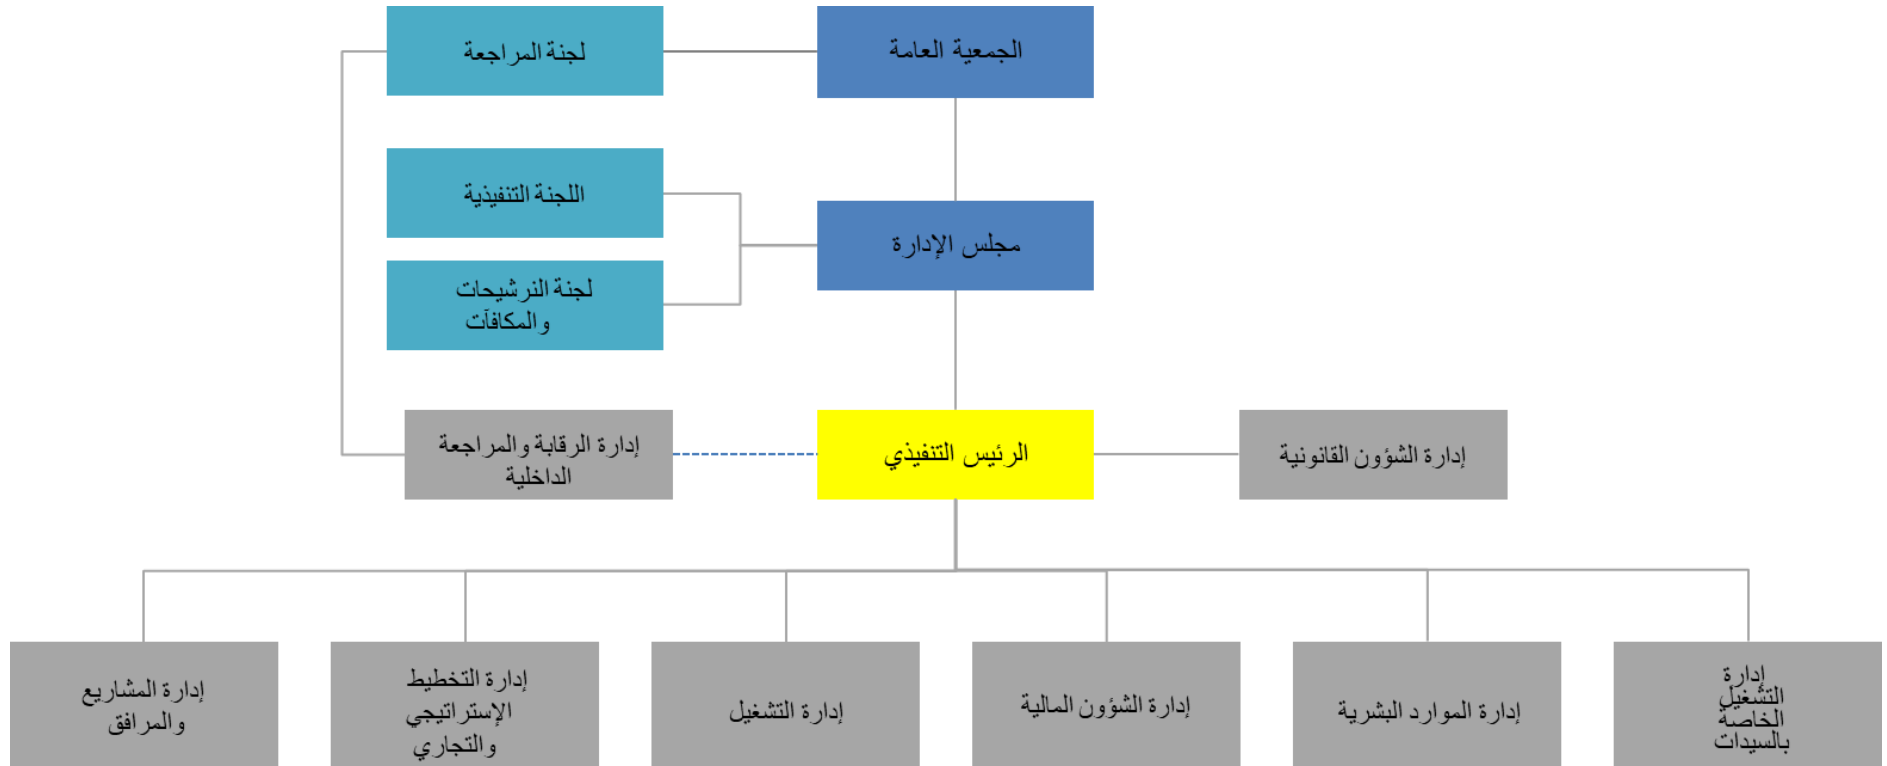 الجمعية العامة
لجنة المراجعة
اللجنة التنفيذية
مجلس الإدارة
لجنة النرشيحات
والمكافآت
إدارة الشؤون القانونية
الرئيس التنفيذي
إدارة الرقابة والمراجعة
الداخلية
إدارة
التشغيل
الخاصة
بالسيدات
إدارة الموارد البشرية
إدارة الشؤون المالية
إدارة التشغيل
إدارة التخطيط
الإستراتيجي
والتجاري
إدارة المشاريع
والمرافق